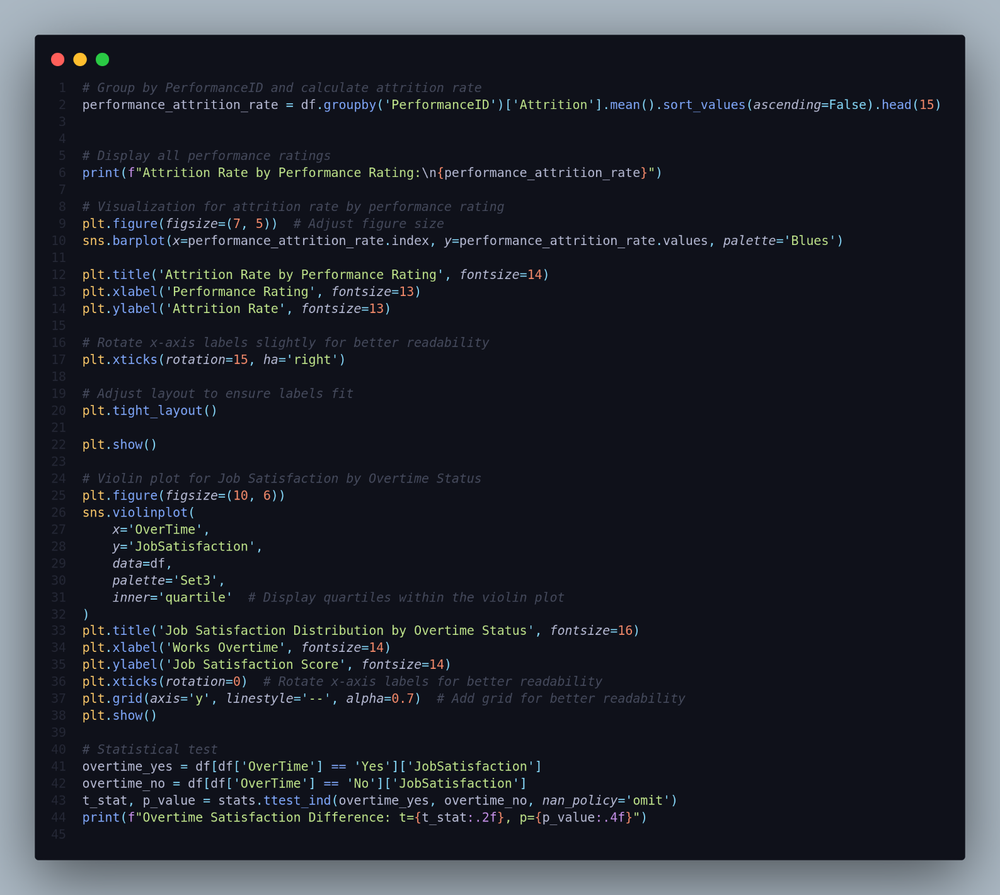 1 # Group by PerformanceID and calculate attrition rate
2 performance_attrition_rate = df.groupby('PerformanceID')['Attrition'].mean().sort_values(ascending=False).head(15)
3
4
5 # Display all performance ratings
6 print(f"Attrition Rate by Performance Rating:\n{performance_attrition_rate}")
7
8 # Visualization for attrition rate by performance rating
9 plt.figure(figsize=(7, 5))  # Adjust figure size
10 sns.barplot(x=performance_attrition_rate.index, y=performance_attrition_rate.values, palette='Blues')
11
12 plt.title('Attrition Rate by Performance Rating', fontsize=14)
13 plt.xlabel('Performance Rating', fontsize=13)
14 plt.ylabel('Attrition Rate', fontsize=13)
15
16 # Rotate x-axis labels slightly for better readability
17 plt.xticks(rotation=15, ha='right')
18
19 # Adjust layout to ensure labels fit
20 plt.tight_layout()
21
22 plt.show()
23
24 # Violin plot for Job Satisfaction by Overtime Status
25 plt.figure(figsize=(10, 6))
26 sns.violinplot(
27     x='OverTime',
28     y='JobSatisfaction',
29     data=df,
30     palette='Set3',
31     inner='quartile'  # Display quartiles within the violin plot
32 )
33 plt.title('Job Satisfaction Distribution by Overtime Status', fontsize=16)
34 plt.xlabel('Works Overtime', fontsize=14)
35 plt.ylabel('Job Satisfaction Score', fontsize=14)
36 plt.xticks(rotation=0)  # Rotate x-axis labels for better readability
37 plt.grid(axis='y', linestyle='--', alpha=0.7)  # Add grid for better readability
38 plt.show()
39
40 # Statistical test
41 overtime_yes = df[df['OverTime'] == 'Yes']['JobSatisfaction']
42 overtime_no = df[df['OverTime'] == 'No']['JobSatisfaction']
43 t_stat, p_value = stats.ttest_ind(overtime_yes, overtime_no, nan_policy='omit')
44 print(f"Overtime Satisfaction Difference: t={t_stat:.2f}, p={p_value:.4f}")
45